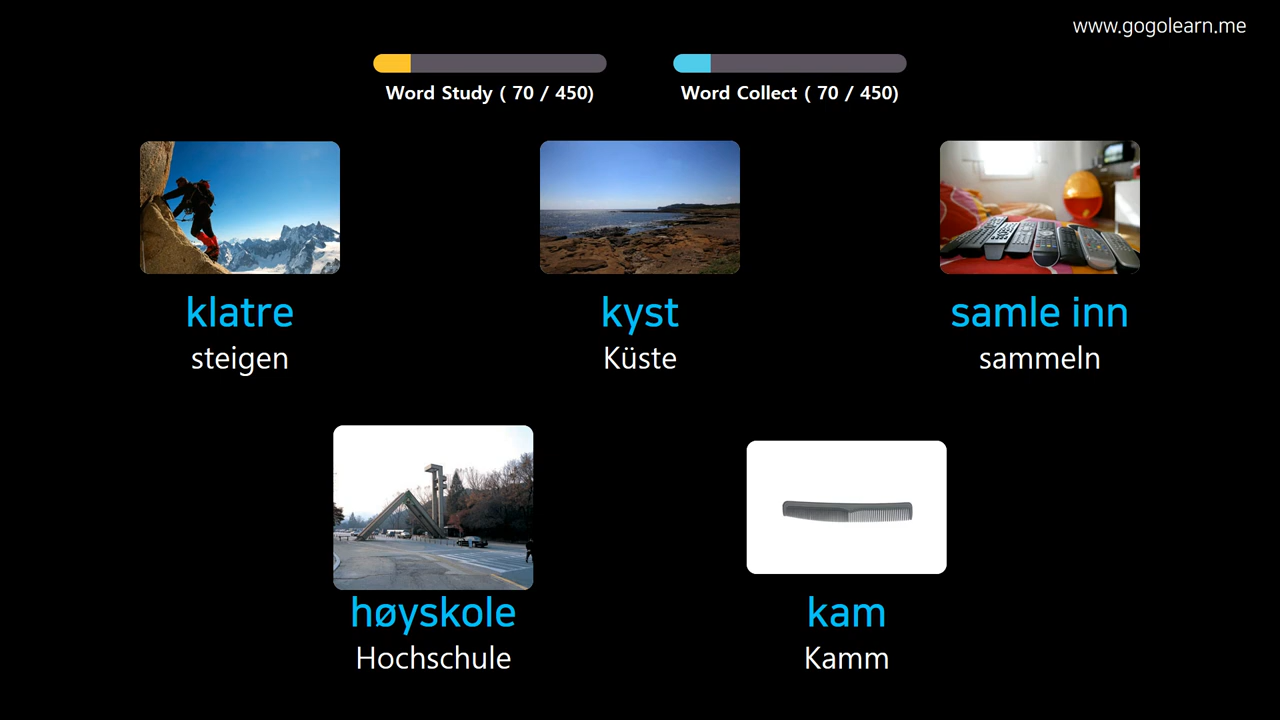 www.gogolearn.me
Word Study ( 70 / 450)
Word Collect ( 70 / 450)
klatre
steigen
kyst
Küste
samle inn
sammeln
høyskole
Hochschule
kam
Kamm